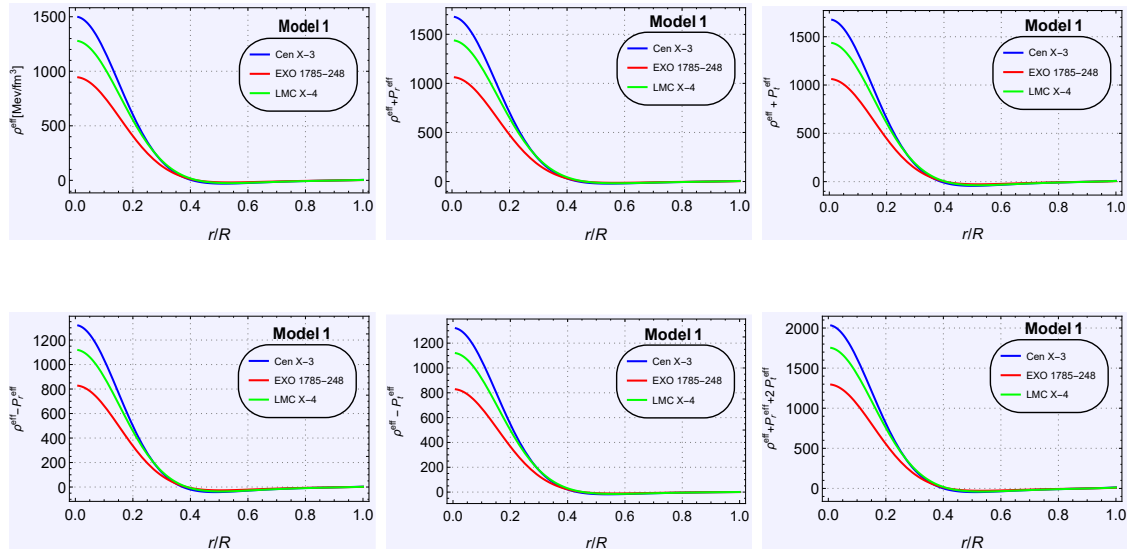 Model 1
Cen X-3
EXO 1785-248
LMC X-4
ρ^eff[Mev/fm³]
1500
1000
500
0
0.0 0.2 0.4 0.6 0.8 1.0
r/R
Model 1
Cen X-3
EXO 1785-248
LMC X-4
ρ^eff+P_r^eff
1500
1000
500
0
0.0 0.2 0.4 0.6 0.8 1.0
r/R
Model 1
Cen X-3
EXO 1785-248
LMC X-4
ρ^eff + P_t^eff
1500
1000
500
0
0.0 0.2 0.4 0.6 0.8 1.0
r/R
Model 1
Cen X-3
EXO 1785-248
LMC X-4
ρ^eff-P_r^eff
1200
1000
800
600
400
200
0
0.0 0.2 0.4 0.6 0.8 1.0
r/R
Model 1
Cen X-3
EXO 1785-248
LMC X-4
ρ^eff - P_t^eff
1200
1000
800
600
400
200
0
0.0 0.2 0.4 0.6 0.8 1.0
r/R
Model 1
Cen X-3
EXO 1785-248
LMC X-4
ρ^eff+P_r^eff+2 P_t^eff
2000
1500
1000
500
0
0.0 0.2 0.4 0.6 0.8 1.0
r/R